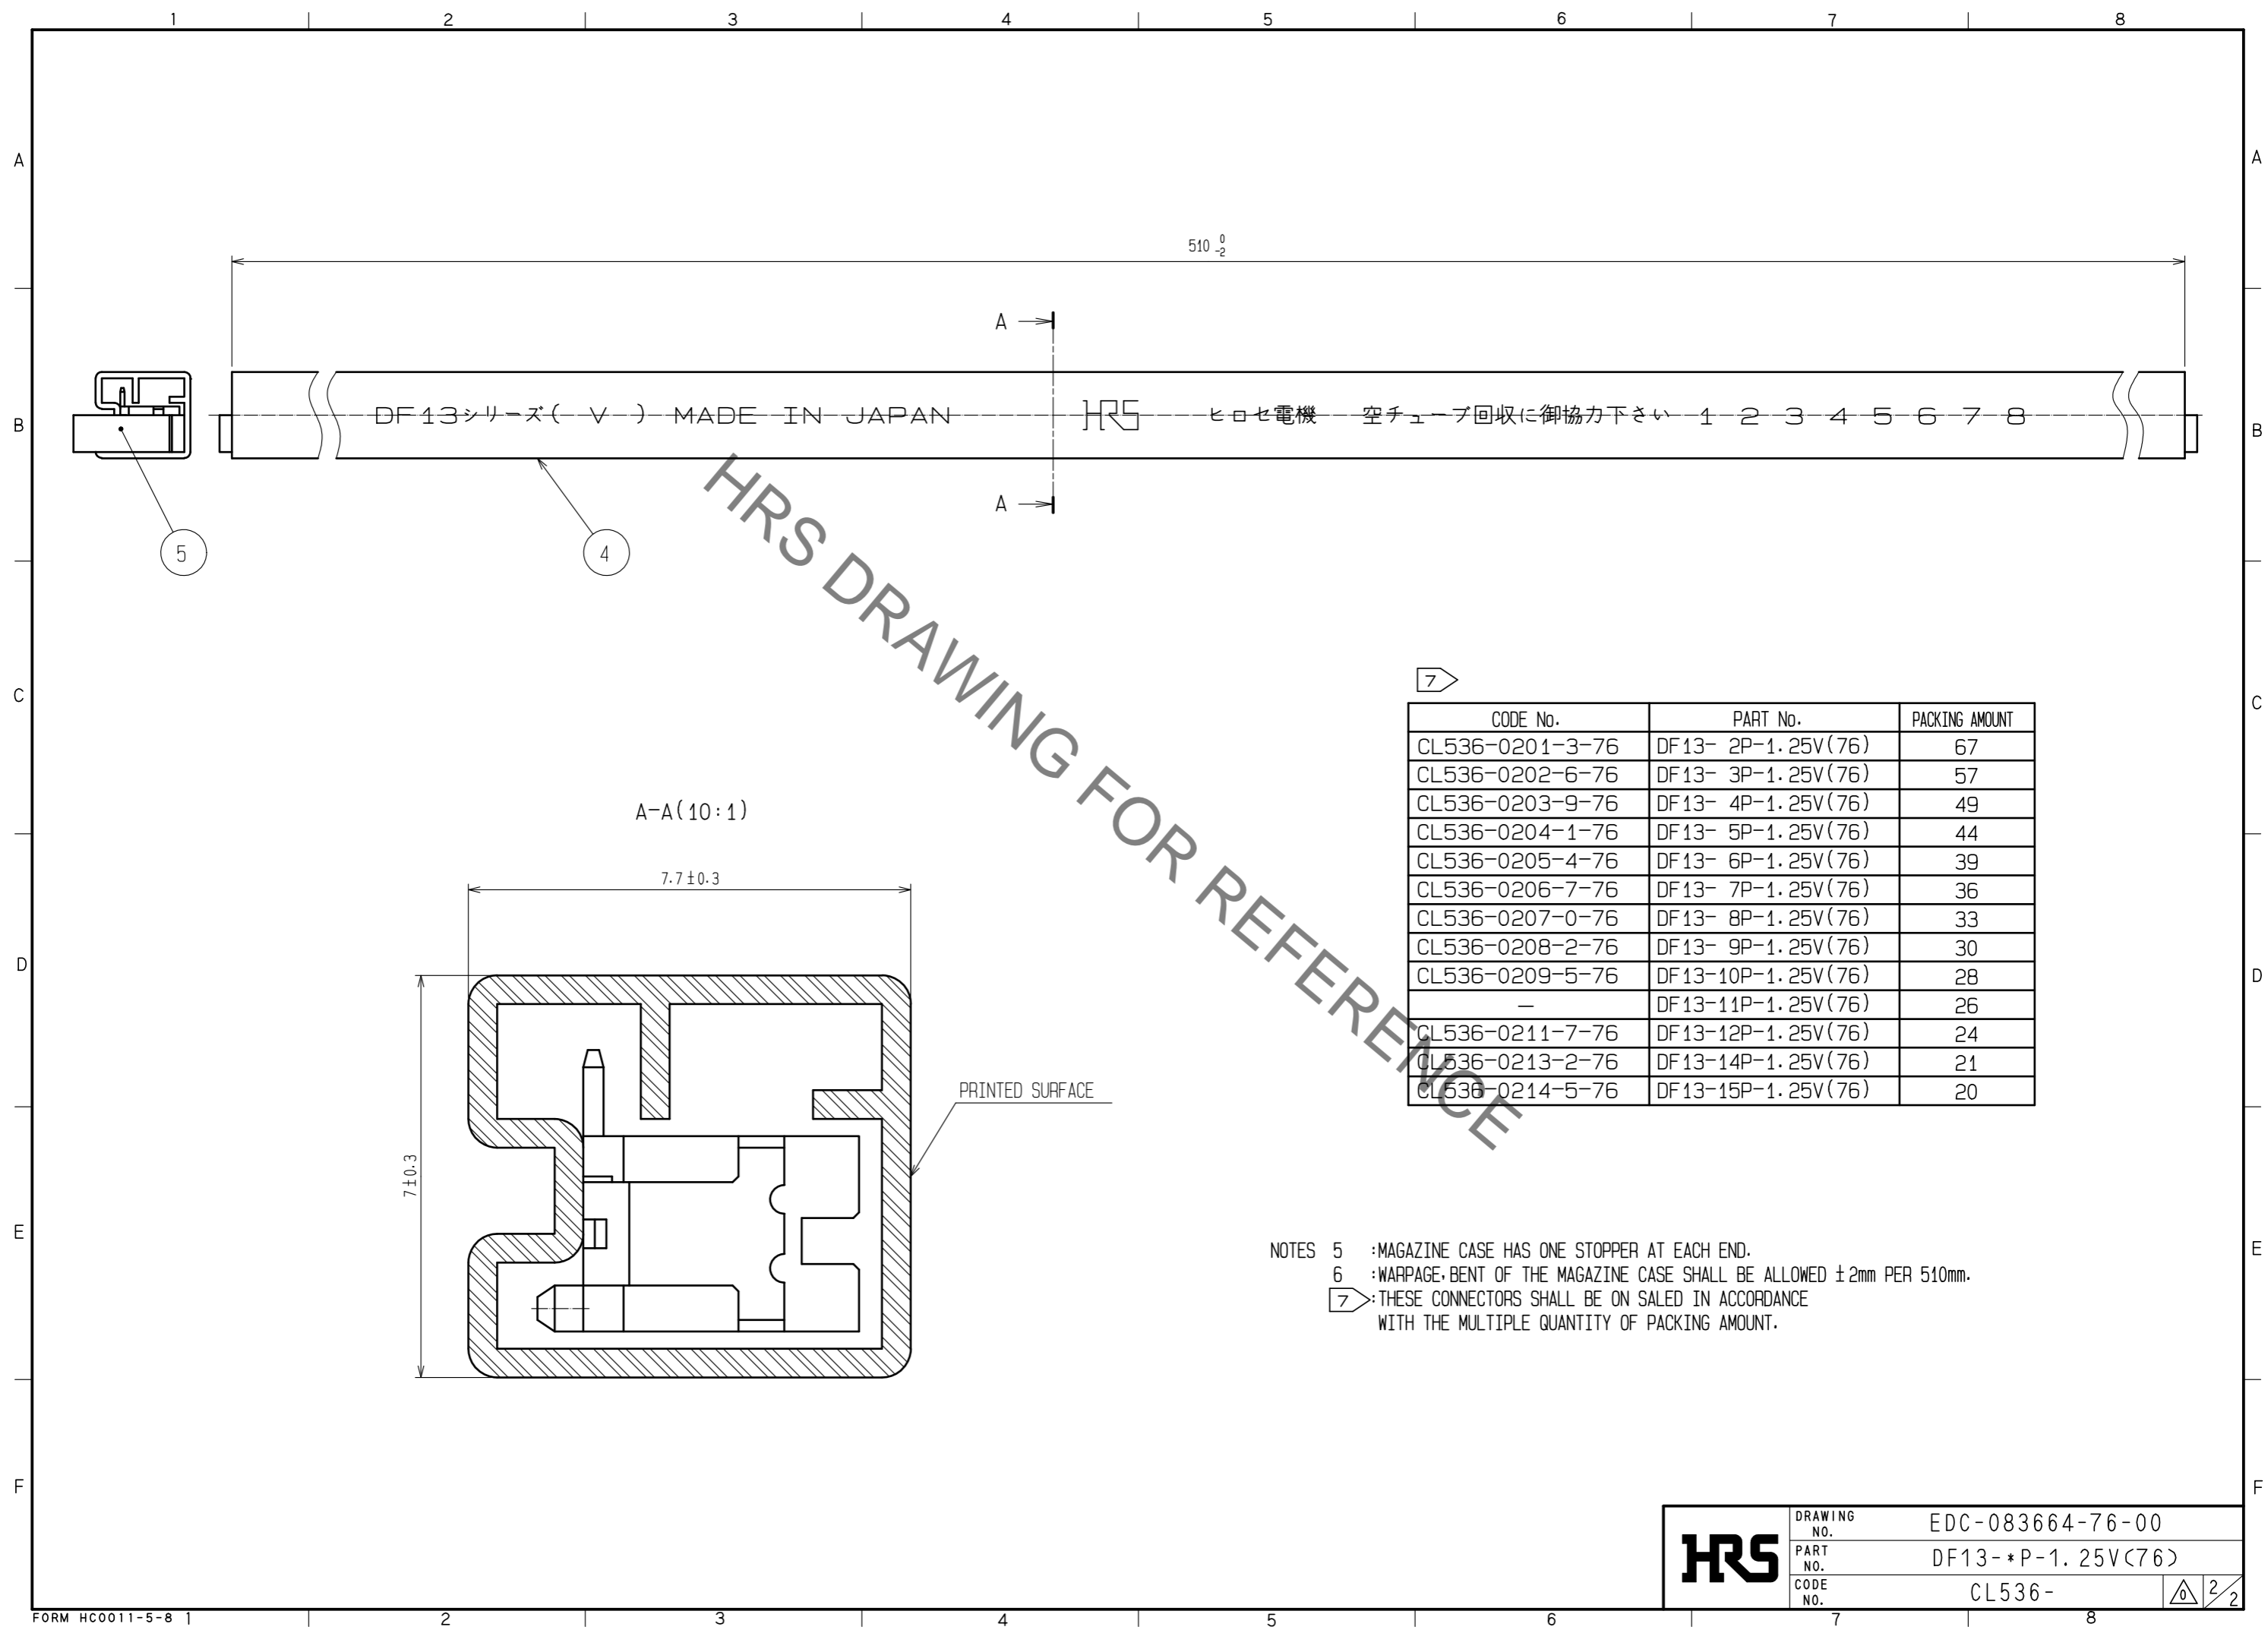 1 2 3 4 5 6 7 8
A A
510 0 -2
A
DF13シリーズ( V ) MADE IN JAPAN HRS ヒロセ電機 空チューブ回収に御協力下さい 1 2 3 4 5 6 7 8
B B
A
5 4
HRS DRAWING FOR REFERENCE
C C
7
CODE No. PART No. PACKING AMOUNT
CL536-0201-3-76 DF13- 2P-1.25V(76) 67
CL536-0202-6-76 DF13- 3P-1.25V(76) 57
CL536-0203-9-76 DF13- 4P-1.25V(76) 49
CL536-0204-1-76 DF13- 5P-1.25V(76) 44
CL536-0205-4-76 DF13- 6P-1.25V(76) 39
CL536-0206-7-76 DF13- 7P-1.25V(76) 36
CL536-0207-0-76 DF13- 8P-1.25V(76) 33
CL536-0208-2-76 DF13- 9P-1.25V(76) 30
CL536-0209-5-76 DF13-10P-1.25V(76) 28
— DF13-11P-1.25V(76) 26
CL536-0211-7-76 DF13-12P-1.25V(76) 24
CL536-0213-2-76 DF13-14P-1.25V(76) 21
CL536-0214-5-76 DF13-15P-1.25V(76) 20
A-A(10:1)
7.7±0.3
D D
PRINTED SURFACE
7±0.3
E E
NOTES 5 :MAGAZINE CASE HAS ONE STOPPER AT EACH END.
6 :WARPAGE,BENT OF THE MAGAZINE CASE SHALL BE ALLOWED ±2mm PER 510mm.
7 :THESE CONNECTORS SHALL BE ON SALED IN ACCORDANCE
WITH THE MULTIPLE QUANTITY OF PACKING AMOUNT.
F F
HRS
DRAWING NO. EDC-083664-76-00
PART NO. DF13-*P-1.25V(76)
CODE NO. CL536- 0 2/2
FORM HC0011-5-8 1 2 3 4 5 6 7 8